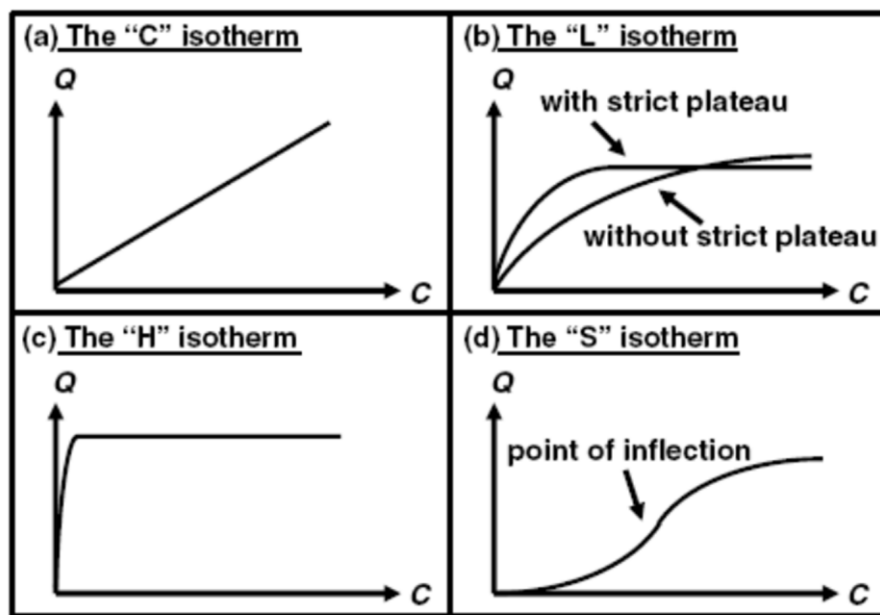 (a) The “C” isotherm
Q
C
(b) The “L” isotherm
Q
with strict plateau
without strict plateau
C
(c) The “H” isotherm
Q
C
(d) The “S” isotherm
Q
point of inflection
C